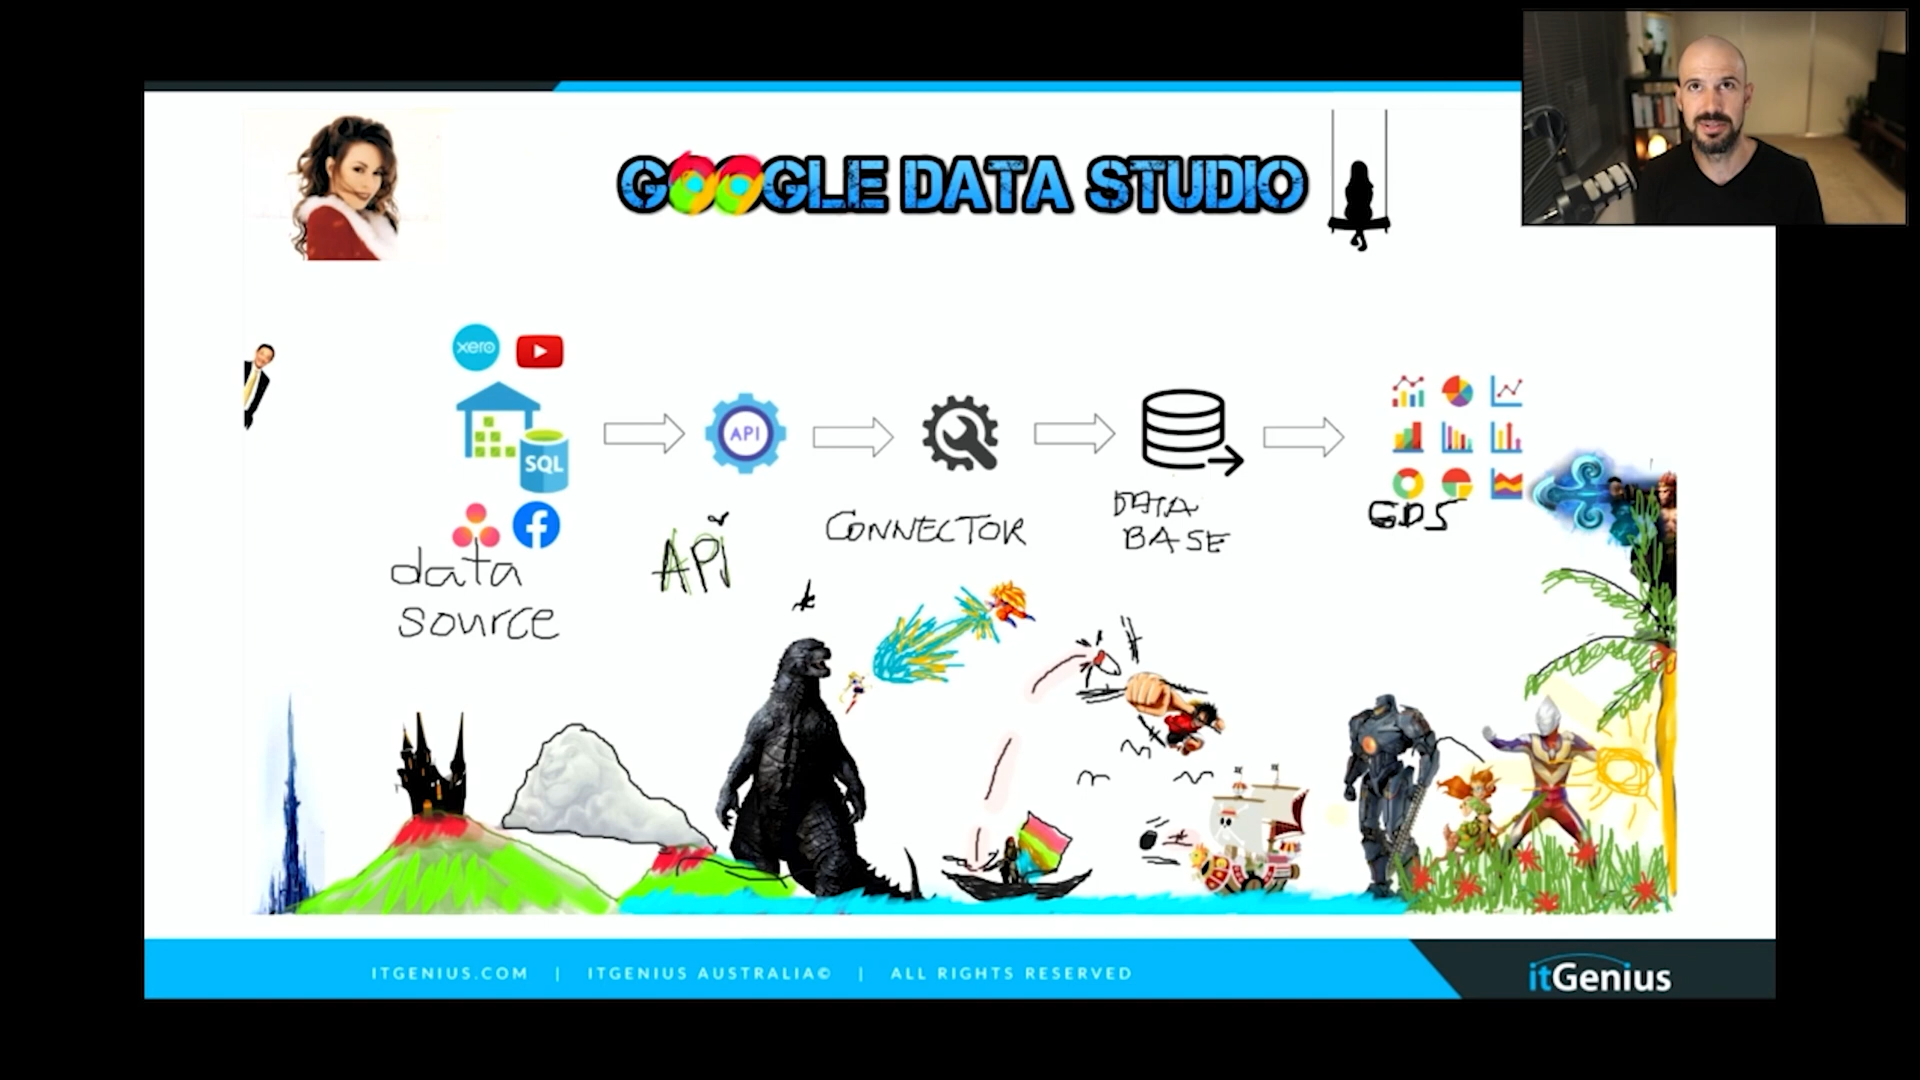 GOOGLE DATA STUDIO
xero
SQL
API
data
source
API
CONNECTOR
DATA
BASE
GDS
ITGENIUS.COM | ITGENIUS AUSTRALIA© | ALL RIGHTS RESERVED
itGenius